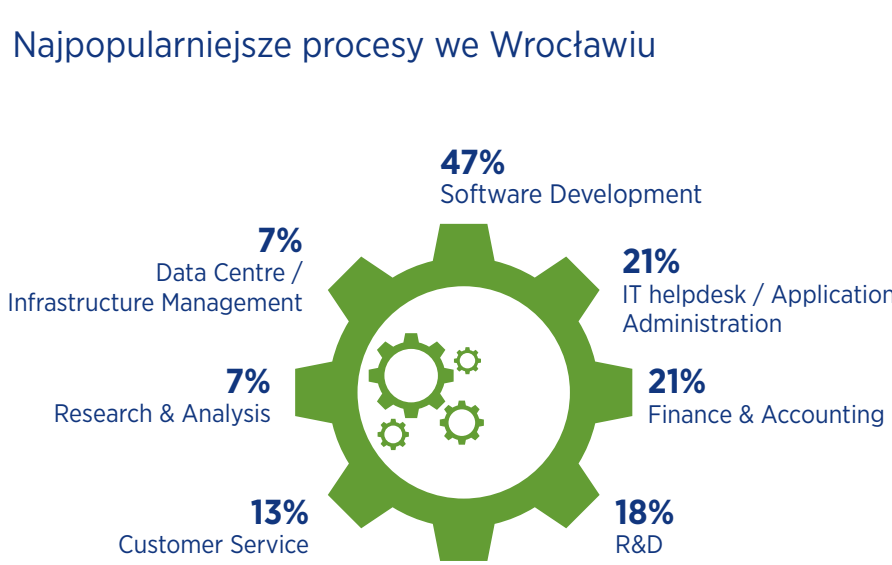 Najpopularniejsze procesy we Wrocławiu
47%
Software Development
21%
IT helpdesk / Application
Administration
21%
Finance & Accounting
18%
R&D
13%
Customer Service
7%
Research & Analysis
7%
Data Centre /
Infrastructure Management